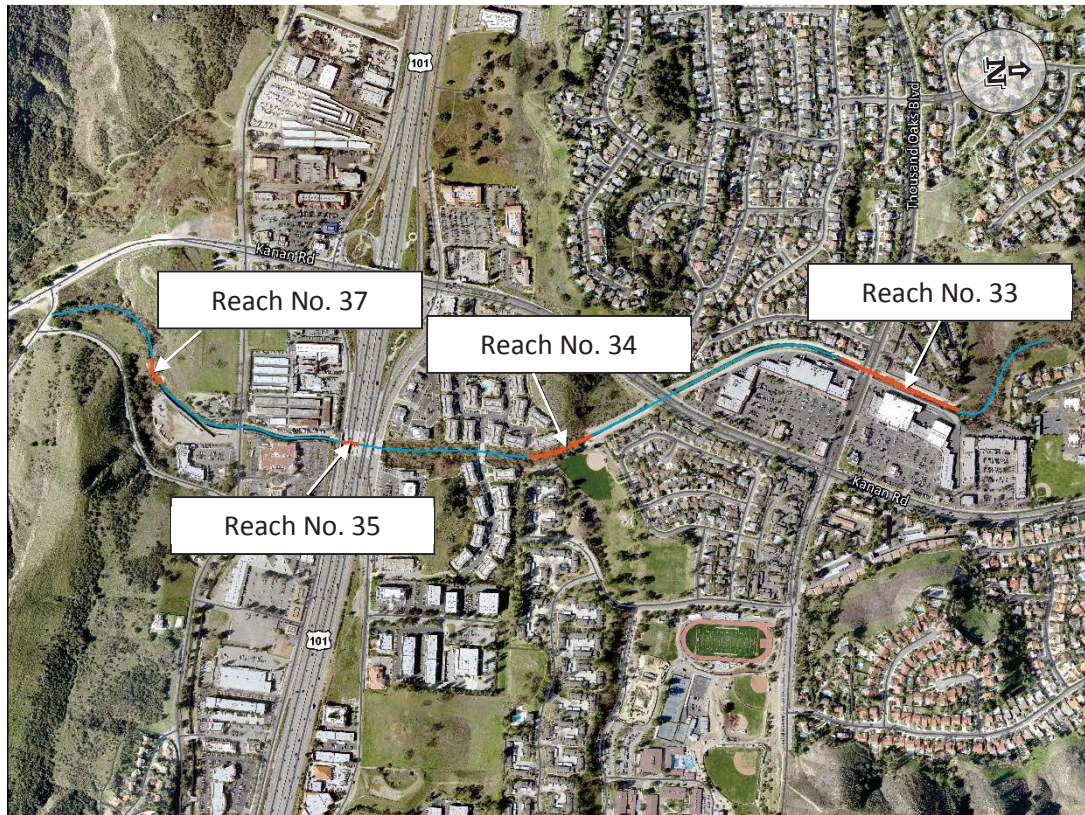 101
Thousand Oaks Blvd
N
Kanan Rd
Reach No. 37
Reach No. 33
Reach No. 34
Kanan Rd
Reach No. 35
101